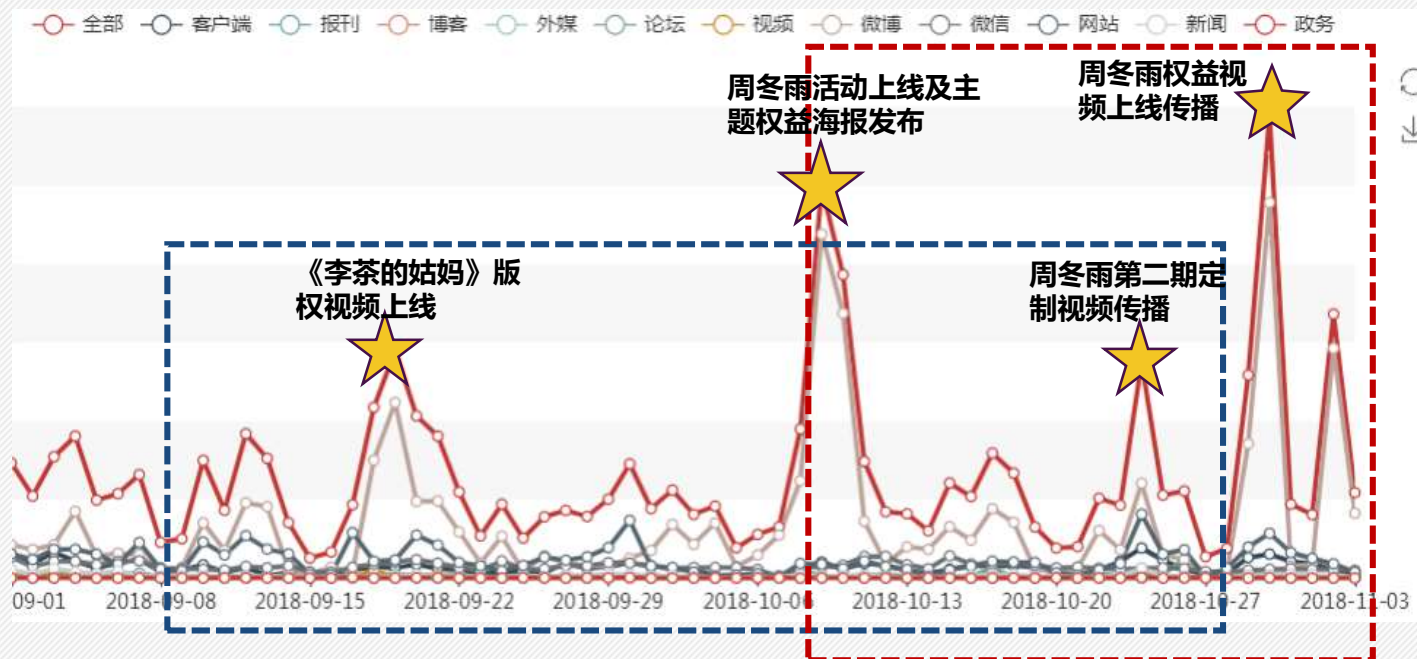 全部 客户端 报刊 博客 外媒 论坛 视频 微博 微信 网站 新闻 政务
周冬雨活动上线及主
题权益海报发布
周冬雨权益视
频上线传播
《李茶的姑妈》版
权视频上线
周冬雨第二期定
制视频传播
09-01 2018-09-08 2018-09-15 2018-09-22 2018-09-29 2018-10-06 2018-10-13 2018-10-20 2018-10-27 2018-11-03